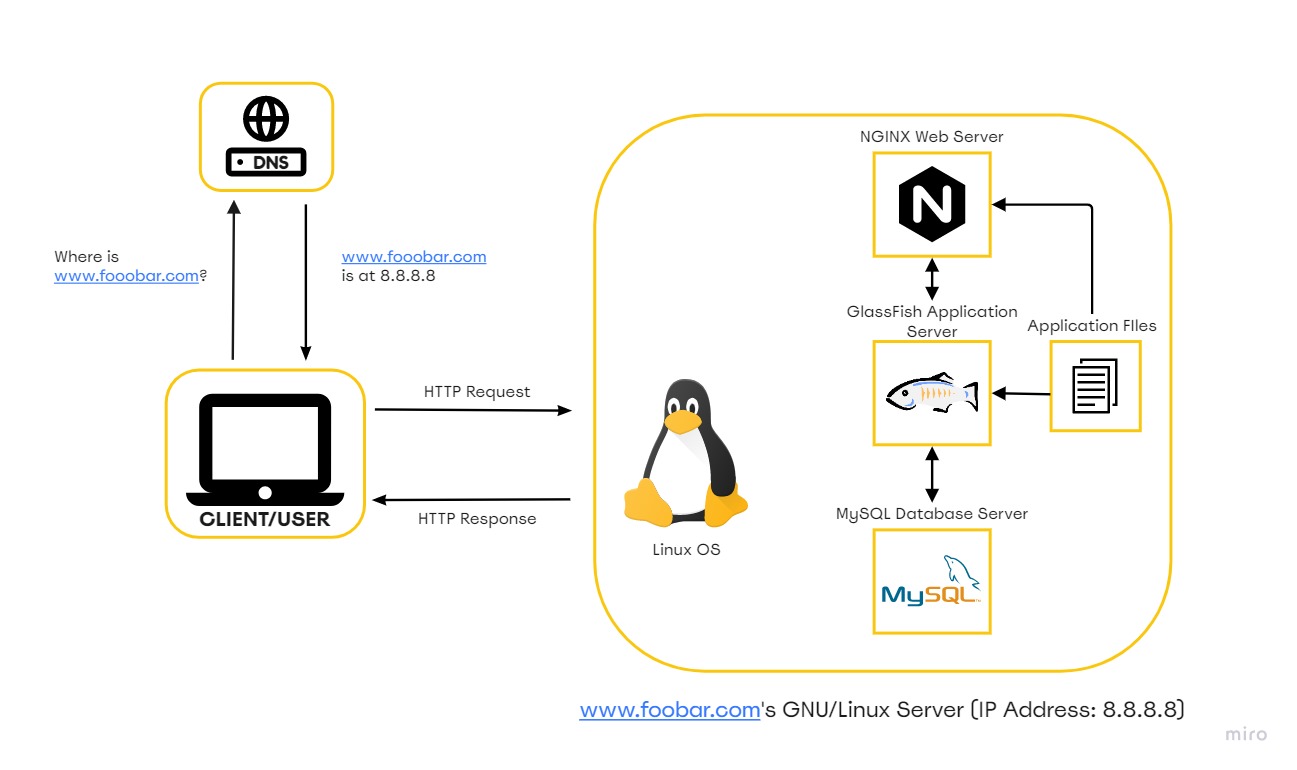 DNS
Where is
www.fooobar.com?
www.fooobar.com
is at 8.8.8.8
CLIENT/USER
HTTP Request
HTTP Response
Linux OS
NGINX Web Server
N
GlassFish Application
Server
Application FIles
MySQL Database Server
MySQL
www.foobar.com's GNU/Linux Server (IP Address: 8.8.8.8)
miro